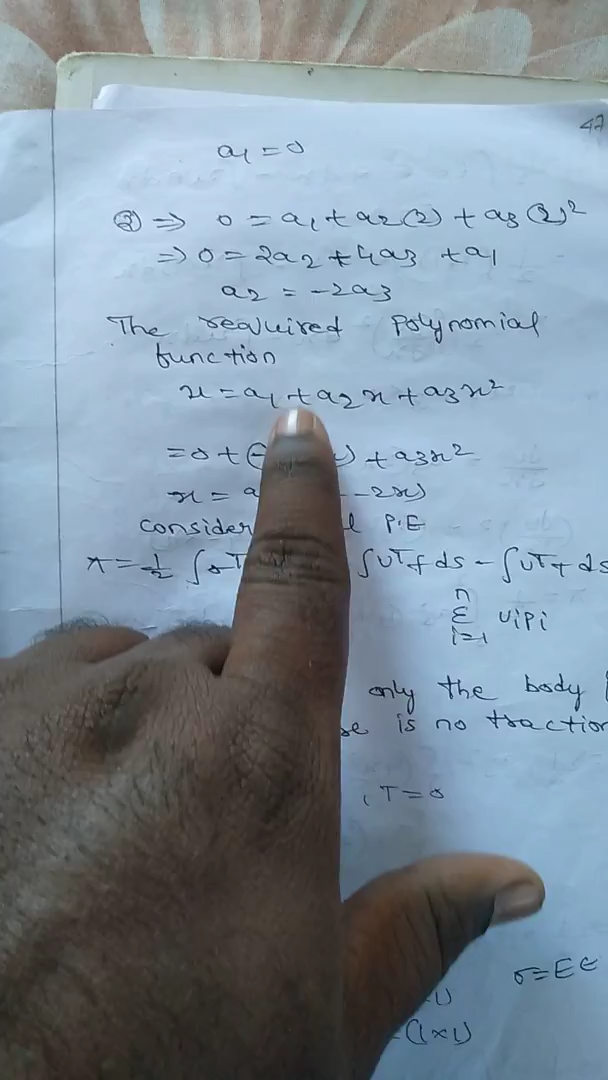 47
a1 = 0
③ ⇒ 0 = a1 + a2(2) + a3(2)²
⇒ 0 = 2a2 + 4a3 + a1
a2 = -2a3
The required Polynomial
function
u = a1 + a2x + a3x²
= 0 + ) + a3x²
u = a -2x)
consider P.E
π = 1/2 ∫σT ∫UTf ds - ∫UTT ds
n
Σ UiPi
i=1
only the body
is no traction
, T = 0
σ = Eє
(1×1)